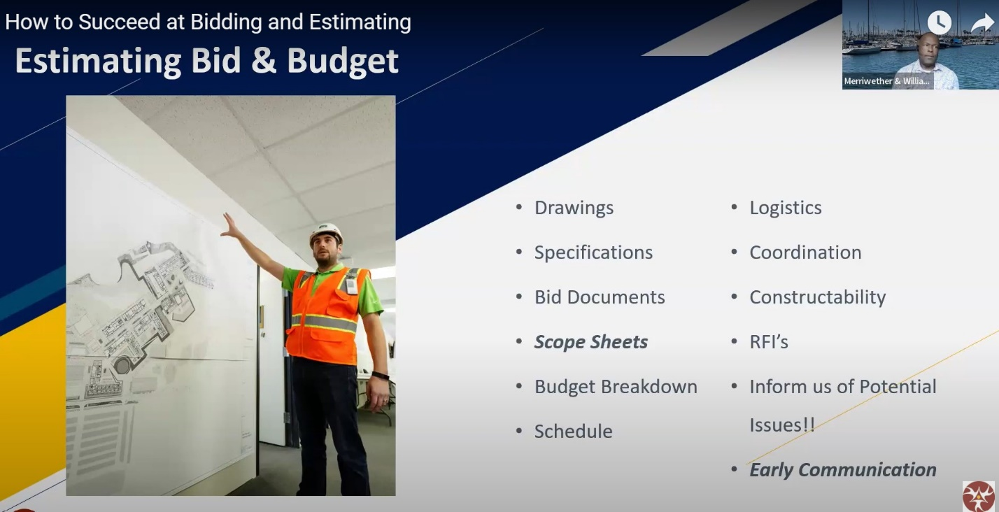 How to Succeed at Bidding and Estimating
Estimating Bid & Budget
Merriwether & Willia...
• Drawings
• Specifications
• Bid Documents
• Scope Sheets
• Budget Breakdown
• Schedule
• Logistics
• Coordination
• Constructability
• RFI's
• Inform us of Potential
Issues!!
• Early Communication